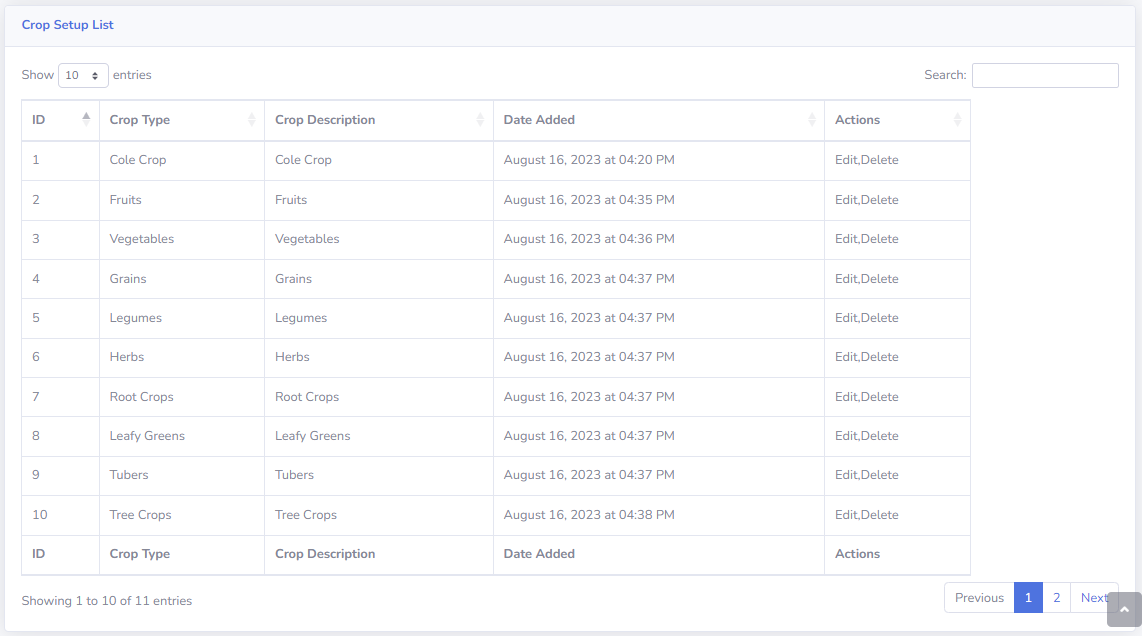 Crop Setup List
Show 10 entries Search:
ID Crop Type Crop Description Date Added Actions
1 Cole Crop Cole Crop August 16, 2023 at 04:20 PM Edit,Delete
2 Fruits Fruits August 16, 2023 at 04:35 PM Edit,Delete
3 Vegetables Vegetables August 16, 2023 at 04:36 PM Edit,Delete
4 Grains Grains August 16, 2023 at 04:37 PM Edit,Delete
5 Legumes Legumes August 16, 2023 at 04:37 PM Edit,Delete
6 Herbs Herbs August 16, 2023 at 04:37 PM Edit,Delete
7 Root Crops Root Crops August 16, 2023 at 04:37 PM Edit,Delete
8 Leafy Greens Leafy Greens August 16, 2023 at 04:37 PM Edit,Delete
9 Tubers Tubers August 16, 2023 at 04:37 PM Edit,Delete
10 Tree Crops Tree Crops August 16, 2023 at 04:38 PM Edit,Delete
ID Crop Type Crop Description Date Added Actions
Showing 1 to 10 of 11 entries Previous 1 2 Next